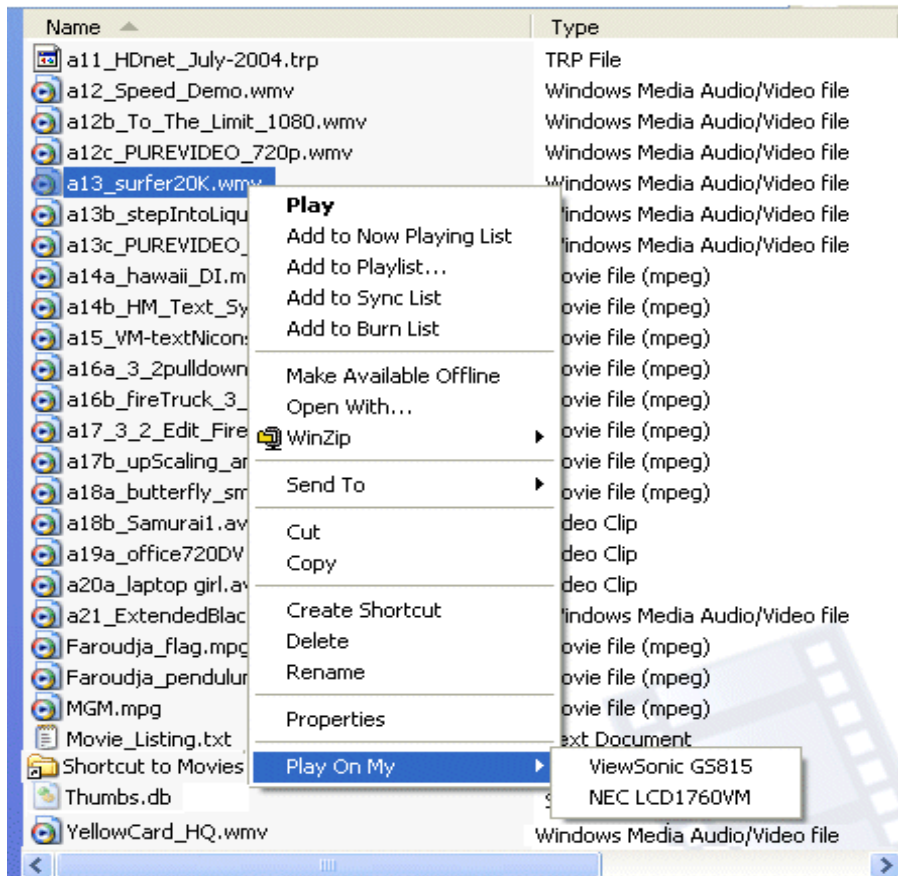 Name Type
a11_HDnet_July-2004.trp TRP File
a12_Speed_Demo.wmv Windows Media Audio/Video file
a12b_To_The_Limit_1080.wmv Windows Media Audio/Video file
a12c_PUREVIDEO_720p.wmv Windows Media Audio/Video file
a13_surfer20K.wmv Windows Media Audio/Video file
a13b_stepIntoLiqu indows Media Audio/Video file
a13c_PUREVIDEO_ indows Media Audio/Video file
a14a_hawaii_DI.m ovie file (mpeg)
a14b_HM_Text_Sy ovie file (mpeg)
a15_VM-textNicon ovie file (mpeg)
a16a_3_2pulldown ovie file (mpeg)
a16b_fireTruck_3_ ovie file (mpeg)
a17_3_2_Edit_Fire ovie file (mpeg)
a17b_upScaling_ar ovie file (mpeg)
a18a_butterfly_sm ovie file (mpeg)
a18b_Samurai1.av deo Clip
a19a_office720DV deo Clip
a20a_laptop girl.av deo Clip
a21_ExtendedBlac indows Media Audio/Video file
Faroudja_flag.mpg ovie file (mpeg)
Faroudja_pendulur ovie file (mpeg)
MGM.mpg ovie file (mpeg)
Movie_Listing.txt ext Document
Shortcut to Movies
Thumbs.db S
YellowCard_HQ.wmv Windows Media Audio/Video file
Play
Add to Now Playing List
Add to Playlist...
Add to Sync List
Add to Burn List
Make Available Offline
Open With...
WinZip
Send To
Cut
Copy
Create Shortcut
Delete
Rename
Properties
Play On My
ViewSonic GS815
NEC LCD1760VM